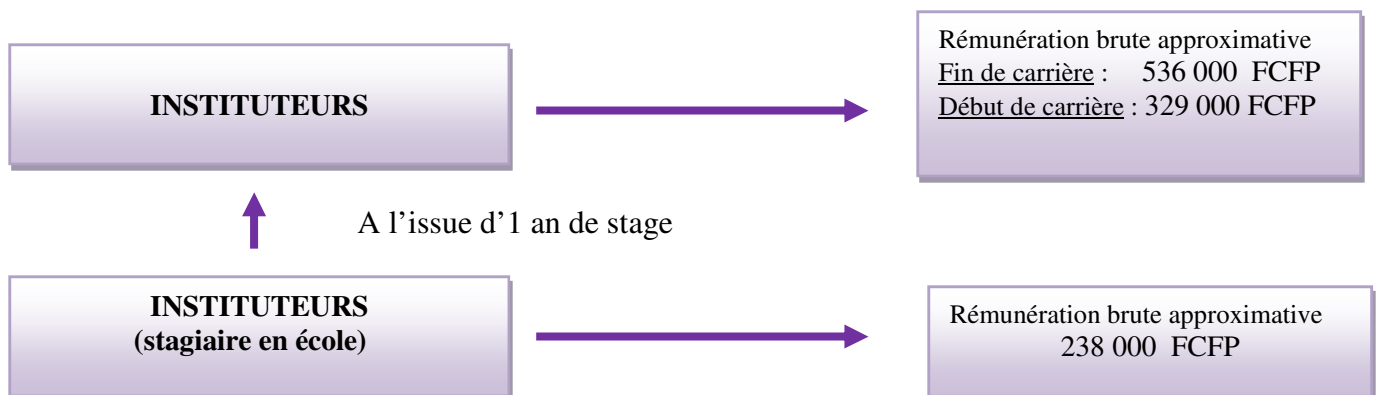 INSTITUTEURS
Rémunération brute approximative
Fin de carrière : 536 000 FCFP
Début de carrière : 329 000 FCFP
A l’issue d’1 an de stage
INSTITUTEURS
(stagiaire en école)
Rémunération brute approximative
238 000 FCFP